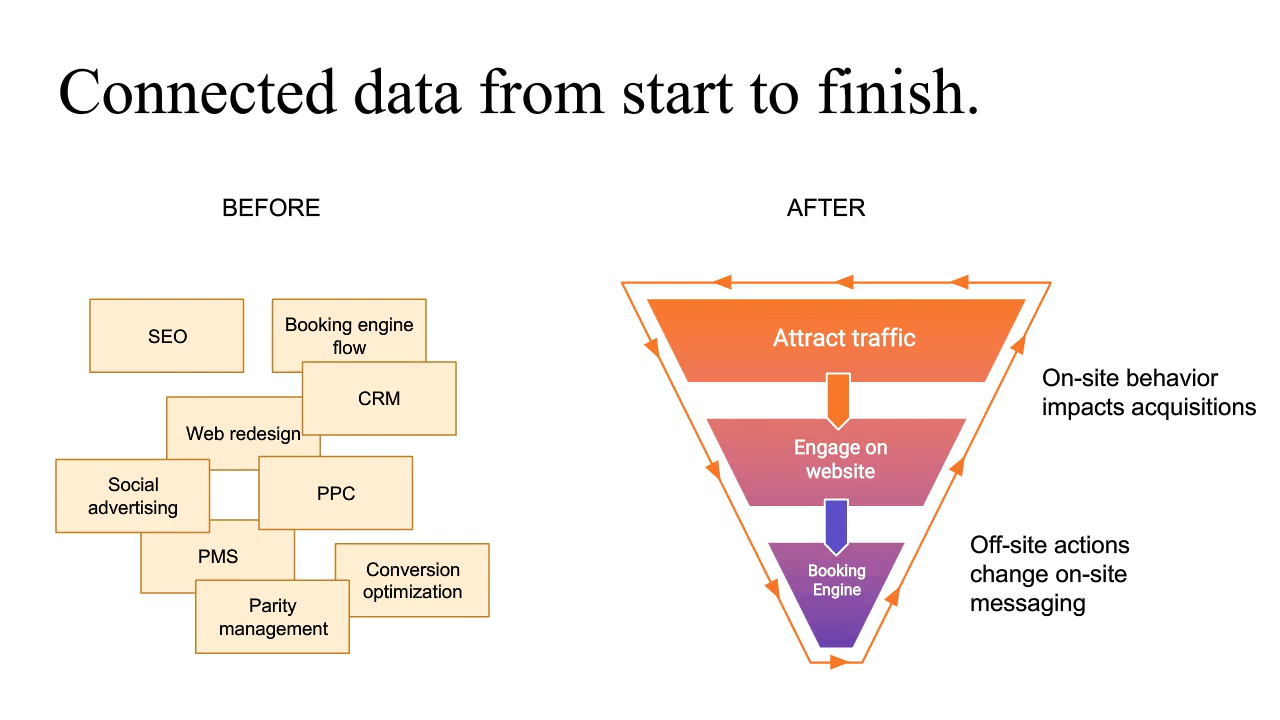 Connected data from start to finish.
BEFORE
SEO
Booking engine
flow
CRM
Web redesign
Social
advertising
PPC
PMS
Conversion
optimization
Parity
management
AFTER
Attract traffic
Engage on
website
Booking
Engine
On-site behavior
impacts acquisitions
Off-site actions
change on-site
messaging